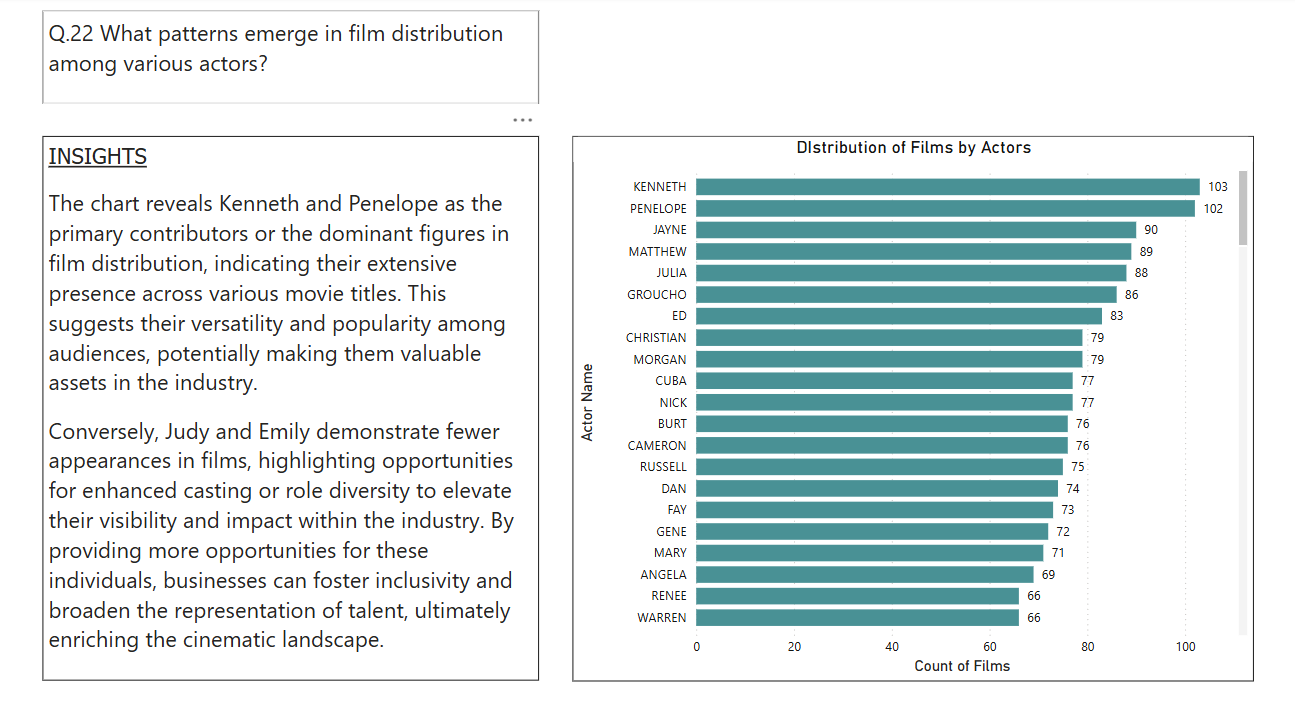 Q.22 What patterns emerge in film distribution
among various actors?
INSIGHTS
The chart reveals Kenneth and Penelope as the
primary contributors or the dominant figures in
film distribution, indicating their extensive
presence across various movie titles. This
suggests their versatility and popularity among
audiences, potentially making them valuable
assets in the industry.
Conversely, Judy and Emily demonstrate fewer
appearances in films, highlighting opportunities
for enhanced casting or role diversity to elevate
their visibility and impact within the industry. By
providing more opportunities for these
individuals, businesses can foster inclusivity and
broaden the representation of talent, ultimately
enriching the cinematic landscape.
DIstribution of Films by Actors
Actor Name
KENNETH 103
PENELOPE 102
JAYNE 90
MATTHEW 89
JULIA 88
GROUCHO 86
ED 83
CHRISTIAN 79
MORGAN 79
CUBA 77
NICK 77
BURT 76
CAMERON 76
RUSSELL 75
DAN 74
FAY 73
GENE 72
MARY 71
ANGELA 69
RENEE 66
WARREN 66
0 20 40 60 80 100
Count of Films